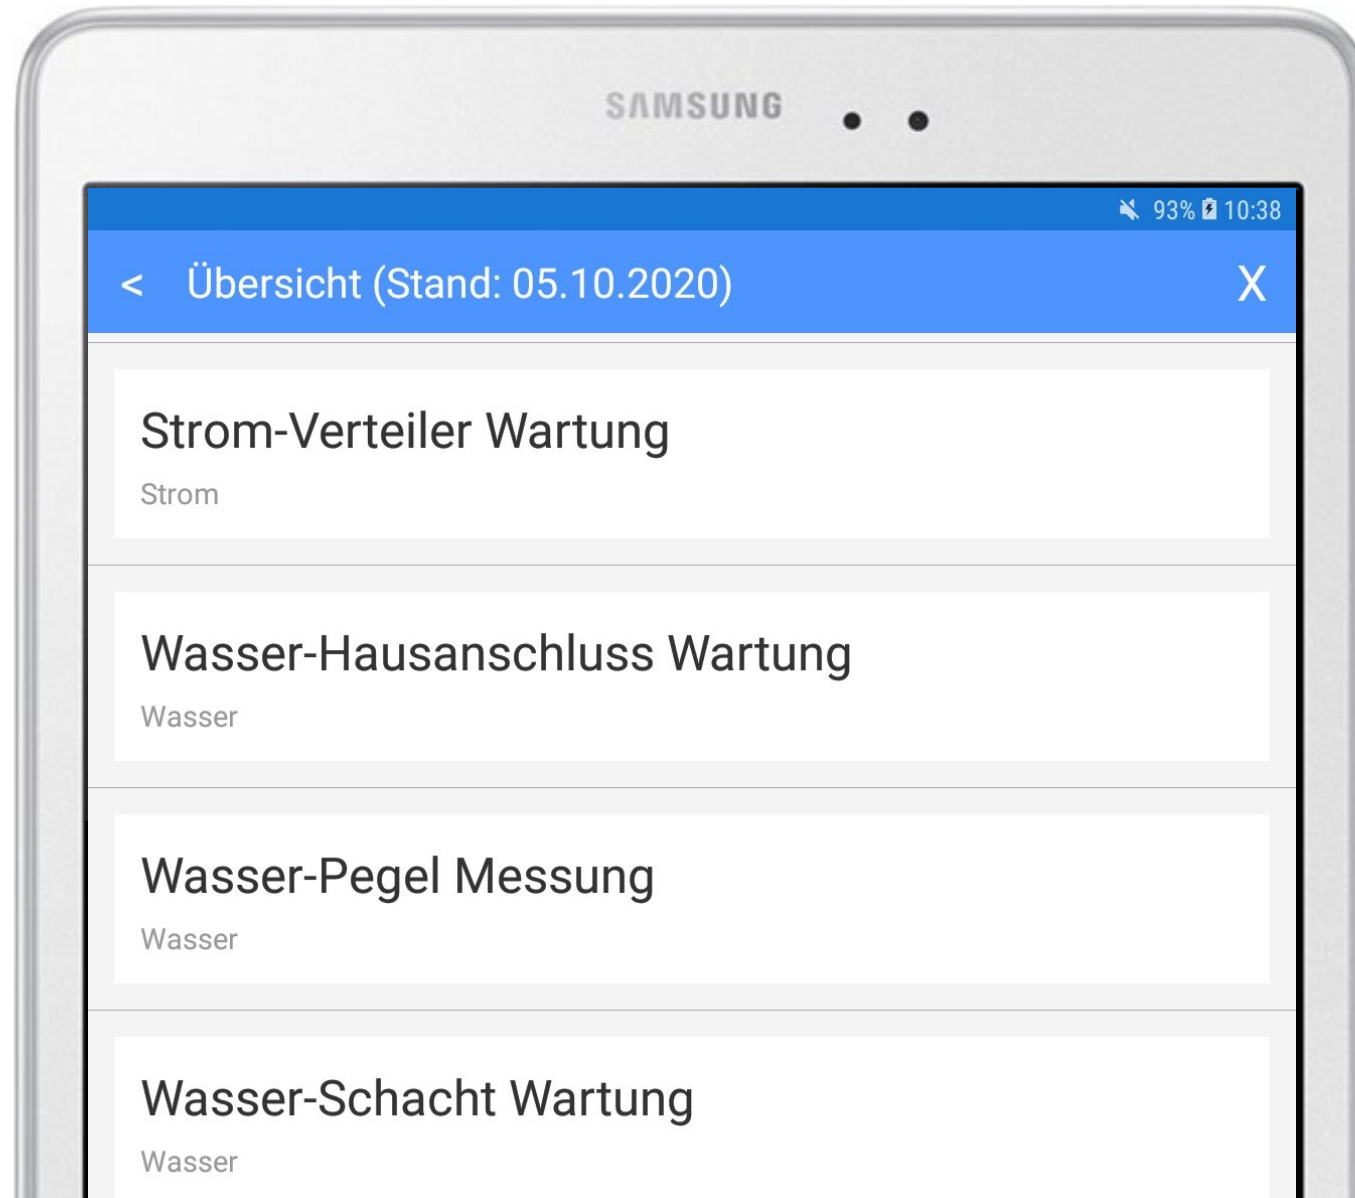 SAMSUNG
93% 10:38
< Übersicht (Stand: 05.10.2020) X
Strom-Verteiler Wartung
Strom
Wasser-Hausanschluss Wartung
Wasser
Wasser-Pegel Messung
Wasser
Wasser-Schacht Wartung
Wasser